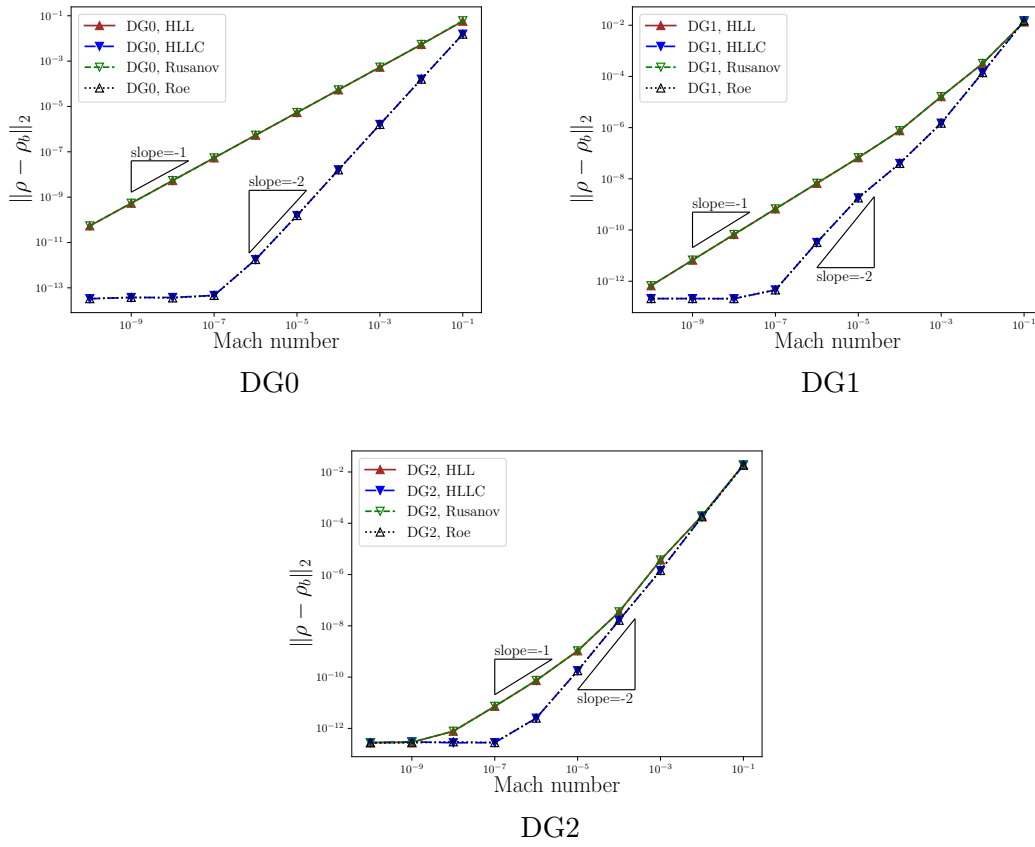 DG0, HLL
DG0, HLLC
DG0, Rusanov
DG0, Roe
10⁻¹
10⁻³
10⁻⁵
10⁻⁷
10⁻⁹
10⁻¹¹
10⁻¹³
||ρ − ρ_b||₂
slope=-1
slope=-2
10⁻⁹ 10⁻⁷ 10⁻⁵ 10⁻³ 10⁻¹
Mach number
DG0
DG1, HLL
DG1, HLLC
DG1, Rusanov
DG1, Roe
10⁻²
10⁻⁴
10⁻⁶
10⁻⁸
10⁻¹⁰
10⁻¹²
||ρ − ρ_b||₂
slope=-1
slope=-2
10⁻⁹ 10⁻⁷ 10⁻⁵ 10⁻³ 10⁻¹
Mach number
DG1
DG2, HLL
DG2, HLLC
DG2, Rusanov
DG2, Roe
10⁻²
10⁻⁴
10⁻⁶
10⁻⁸
10⁻¹⁰
10⁻¹²
||ρ − ρ_b||₂
slope=-1
slope=-2
10⁻⁹ 10⁻⁷ 10⁻⁵ 10⁻³ 10⁻¹
Mach number
DG2